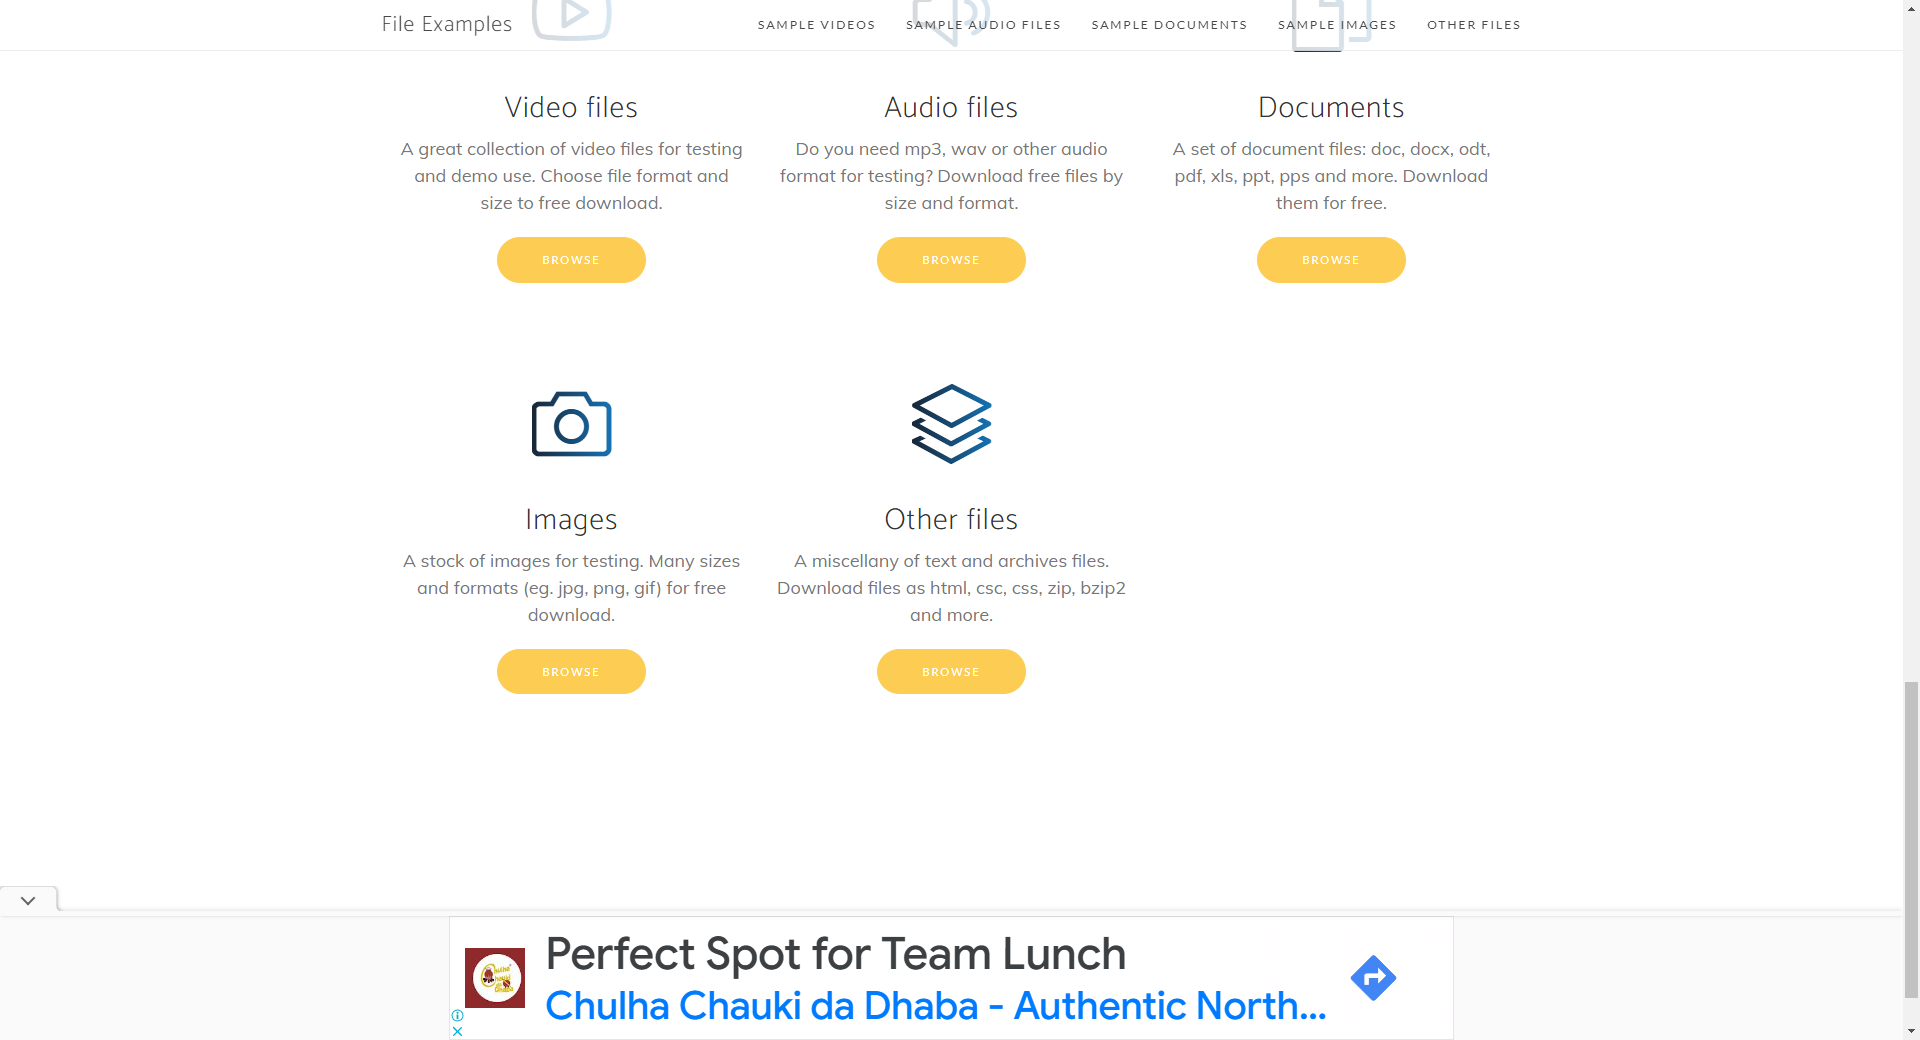 File Examples
SAMPLE VIDEOS
SAMPLE AUDIO FILES
SAMPLE DOCUMENTS
SAMPLE IMAGES
OTHER FILES
Video files
A great collection of video files for testing
and demo use. Choose file format and
size to free download.
BROWSE
Audio files
Do you need mp3, wav or other audio
format for testing? Download free files by
size and format.
BROWSE
Documents
A set of document files: doc, docx, odt,
pdf, xls, ppt, pps and more. Download
them for free.
BROWSE
Images
A stock of images for testing. Many sizes
and formats (eg. jpg, png, gif) for free
download.
BROWSE
Other files
A miscellany of text and archives files.
Download files as html, csc, css, zip, bzip2
and more.
BROWSE
Perfect Spot for Team Lunch
Chulha Chauki da Dhaba - Authentic North...